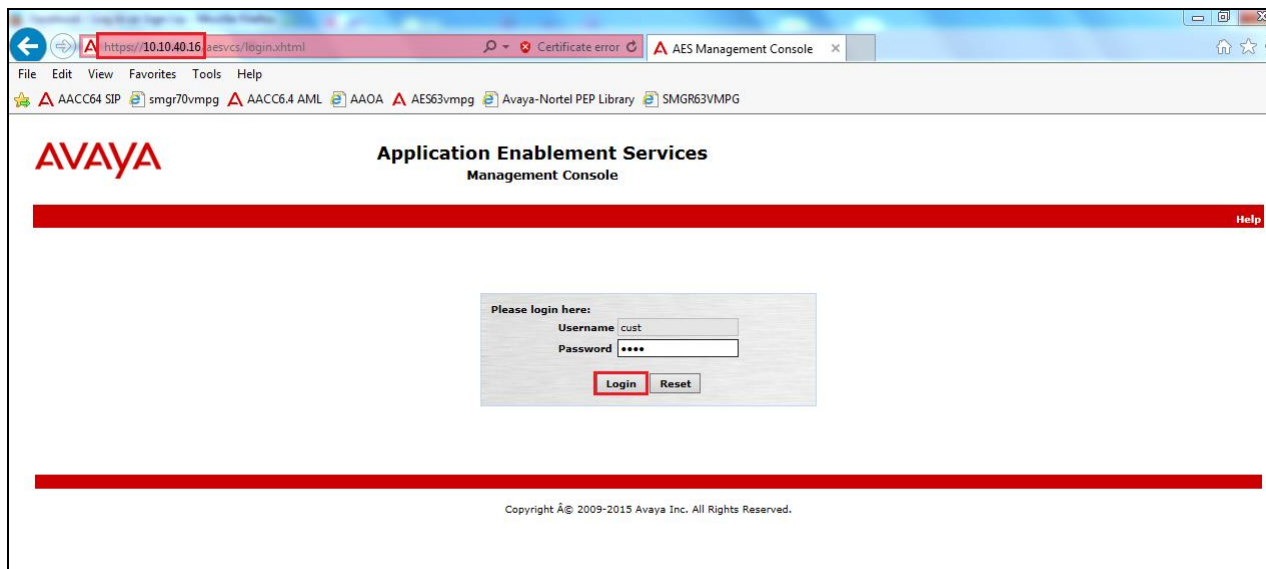 https://10.10.40.16/aesvcs/login.xhtml Certificate error AES Management Console
File Edit View Favorites Tools Help
AACC64 SIP smgr70vmpg AACC6.4 AML AAOA AES63vmpg Avaya-Nortel PEP Library SMGR63VMPG
AVAYA
Application Enablement Services
Management Console
Help
Please login here:
Username cust
Password ••••
Login Reset
Copyright Â© 2009-2015 Avaya Inc. All Rights Reserved.